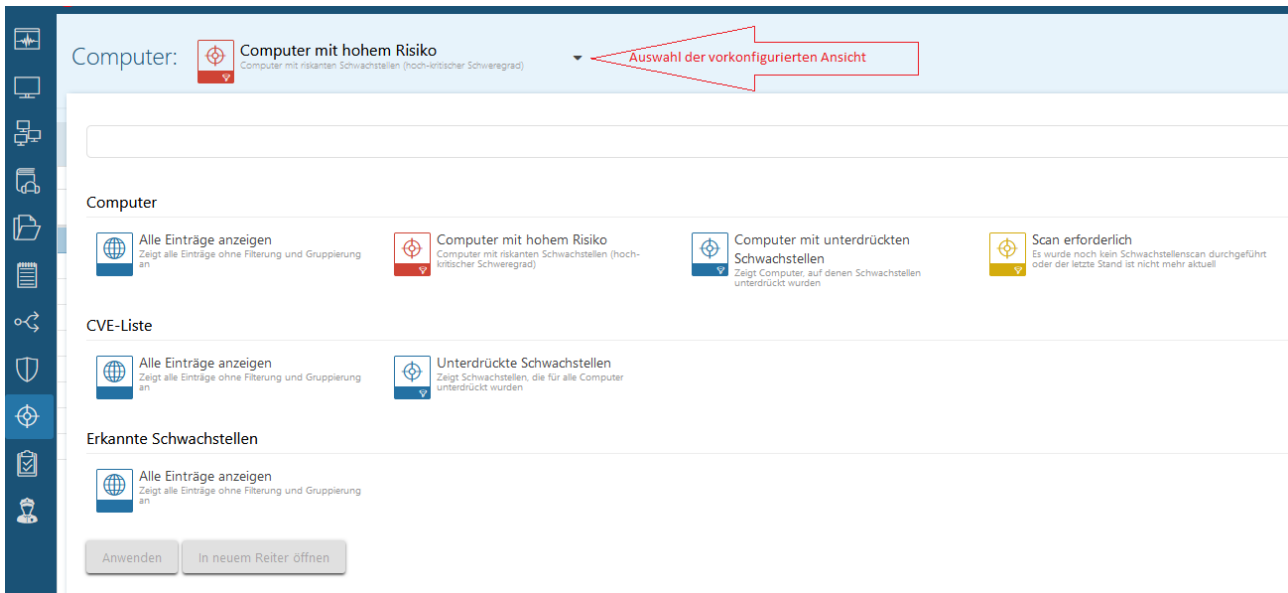 Computer:
Computer mit hohem Risiko
Computer mit riskanten Schwachstellen (hoch-kritischer Schweregrad)
Auswahl der vorkonfigurierten Ansicht
Computer
Alle Einträge anzeigen
Zeigt alle Einträge ohne Filterung und Gruppierung
an
Computer mit hohem Risiko
Computer mit riskanten Schwachstellen (hoch-
kritischer Schweregrad)
Computer mit unterdrückten
Schwachstellen
Zeigt Computer, auf denen Schwachstellen
unterdrückt wurden
Scan erforderlich
Es wurde noch kein Schwachstellenscan durchgeführt
oder der letzte Stand ist nicht mehr aktuell
CVE-Liste
Alle Einträge anzeigen
Zeigt alle Einträge ohne Filterung und Gruppierung
an
Unterdrückte Schwachstellen
Zeigt Schwachstellen, die für alle Computer
unterdrückt wurden
Erkannte Schwachstellen
Alle Einträge anzeigen
Zeigt alle Einträge ohne Filterung und Gruppierung
an
Anwenden
In neuem Reiter öffnen